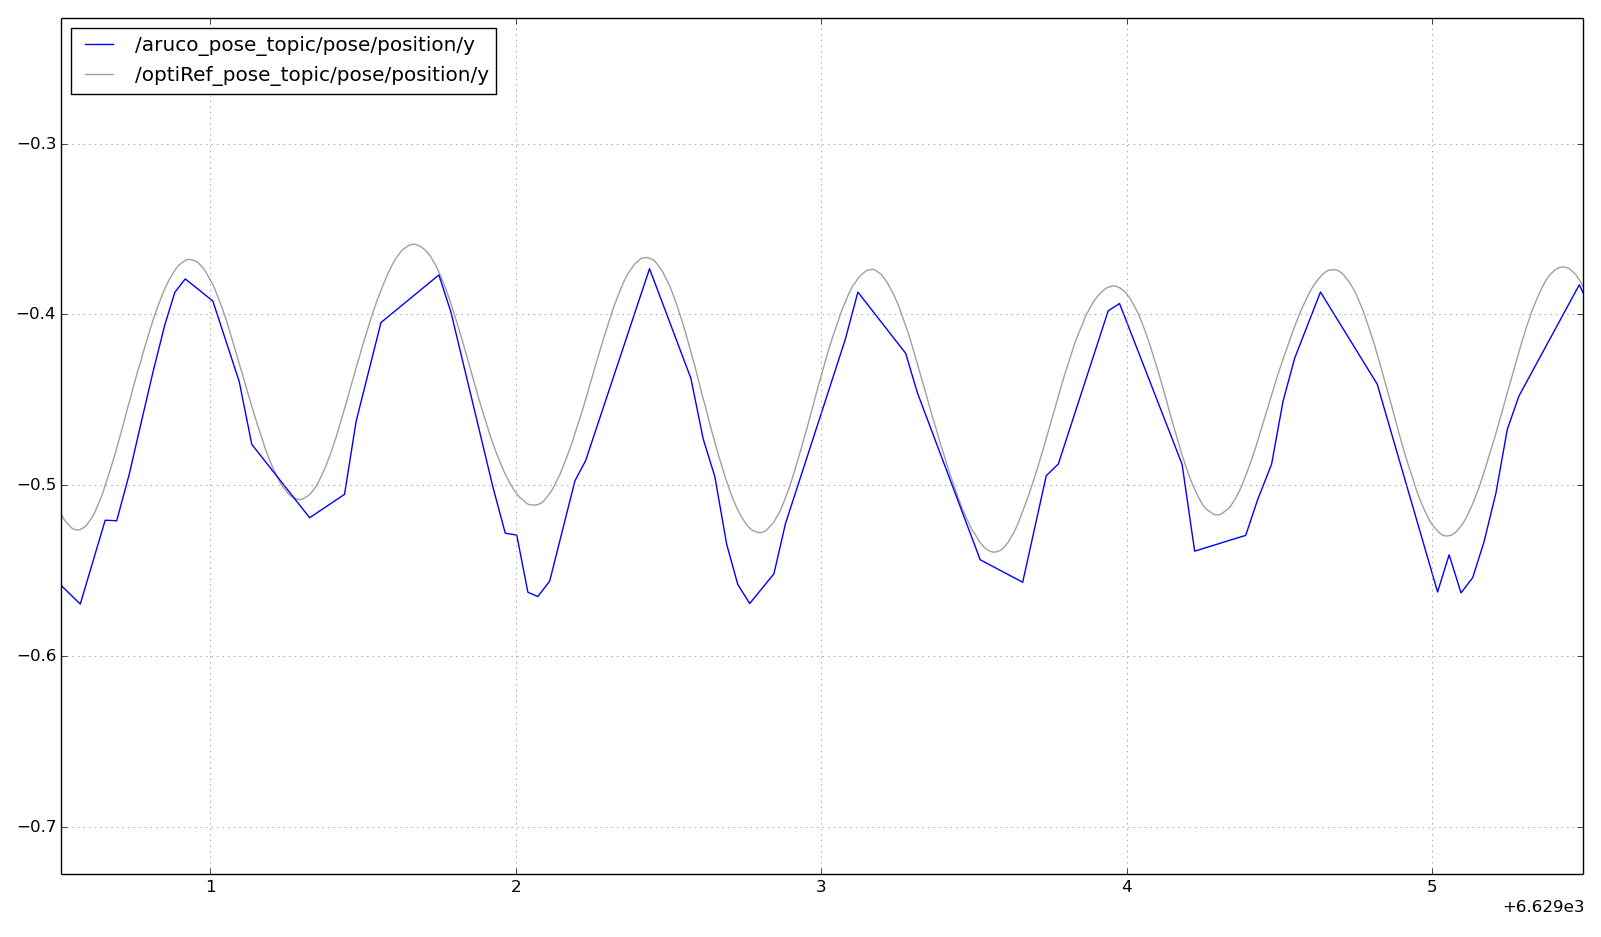 /aruco_pose_topic/pose/position/y
/optiRef_pose_topic/pose/position/y
−0.3
−0.4
−0.5
−0.6
−0.7
1 2 3 4 5
+6.629e3